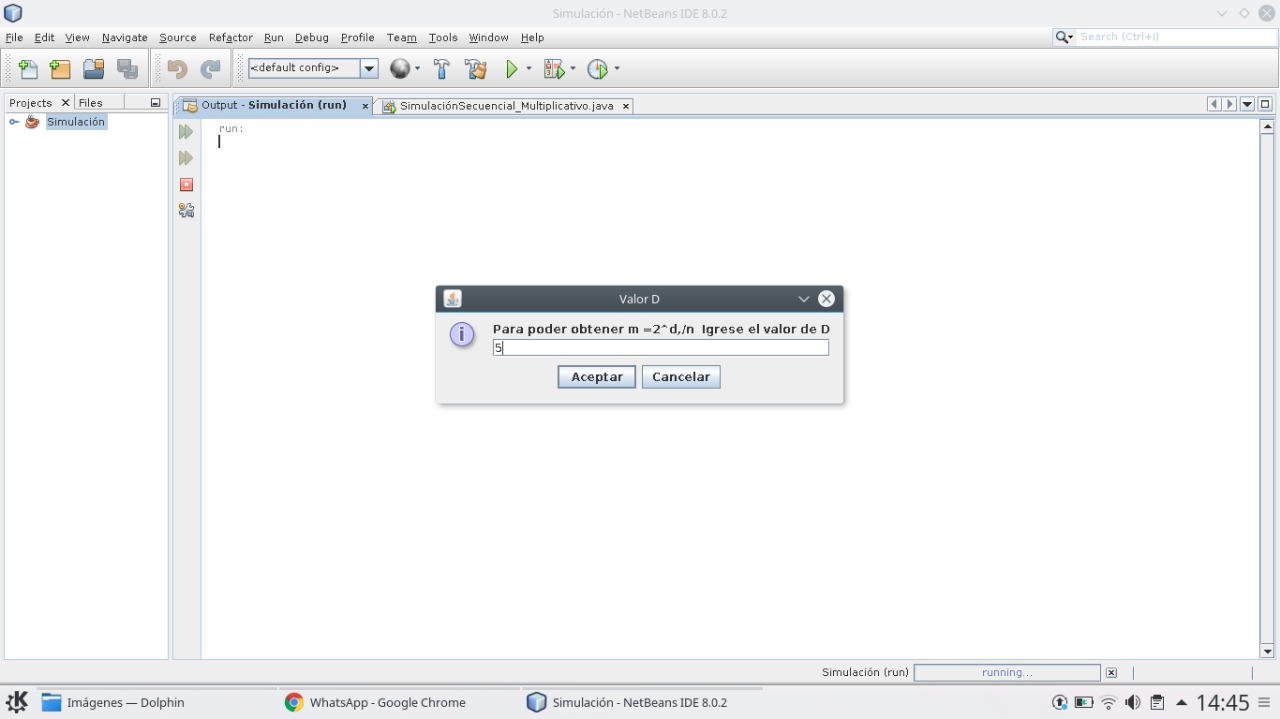 Simulación - NetBeans IDE 8.0.2
File Edit View Navigate Source Refactor Run Debug Profile Team Tools Window Help
Search (Ctrl+I)
<default config>
Projects Files
Output - Simulación (run)
SimulaciónSecuencial_Multiplicativo.java
Simulación
run:
Valor D
Para poder obtener m =2^d,/n Igrese el valor de D
5
Aceptar Cancelar
Simulación (run) running...
Imágenes — Dolphin
WhatsApp - Google Chrome
Simulación - NetBeans IDE 8.0.2
14:45